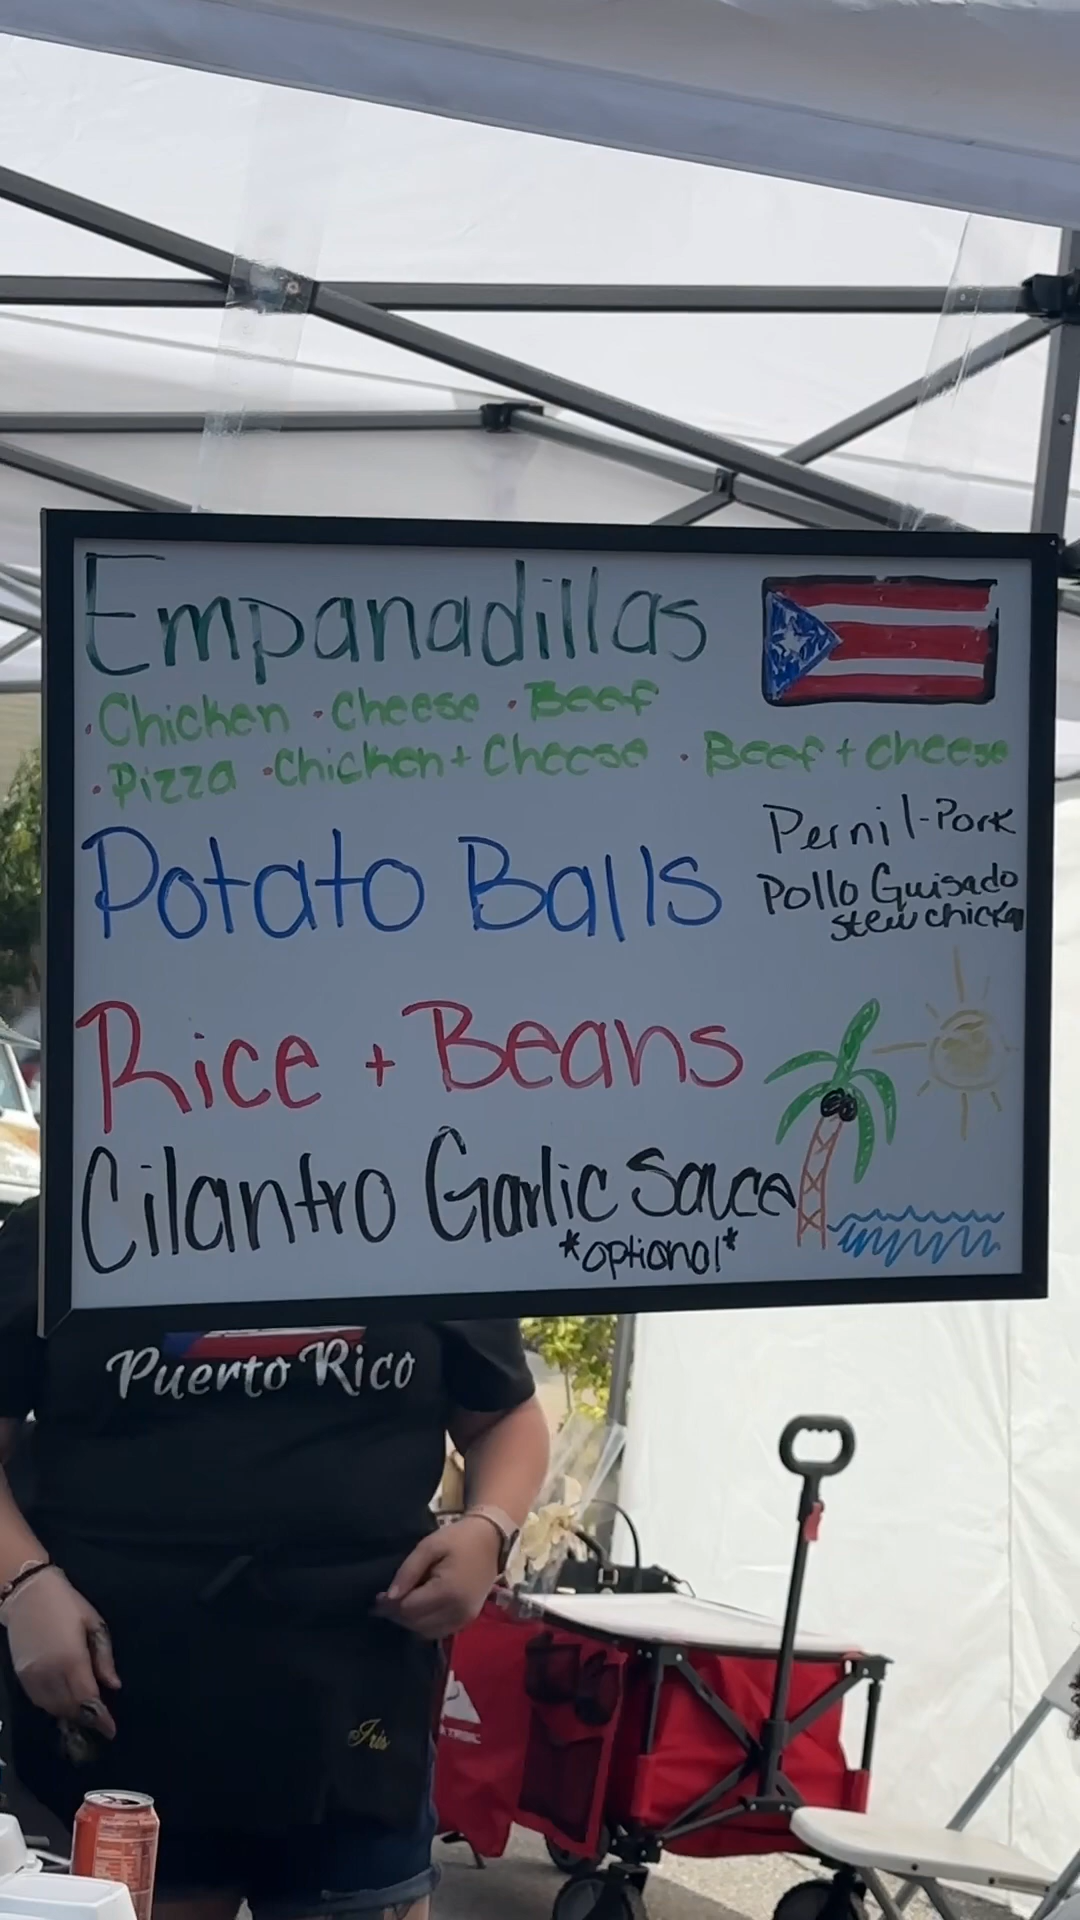 Empanadillas
· Chicken · Cheese · Beef
· Pizza · Chicken + Cheese · Beef + Cheese
Potato Balls
Pernil-Pork
Pollo Guisado
stew chicken
Rice + Beans
Cilantro Garlic Sauce
*optional*
Puerto Rico
Iris